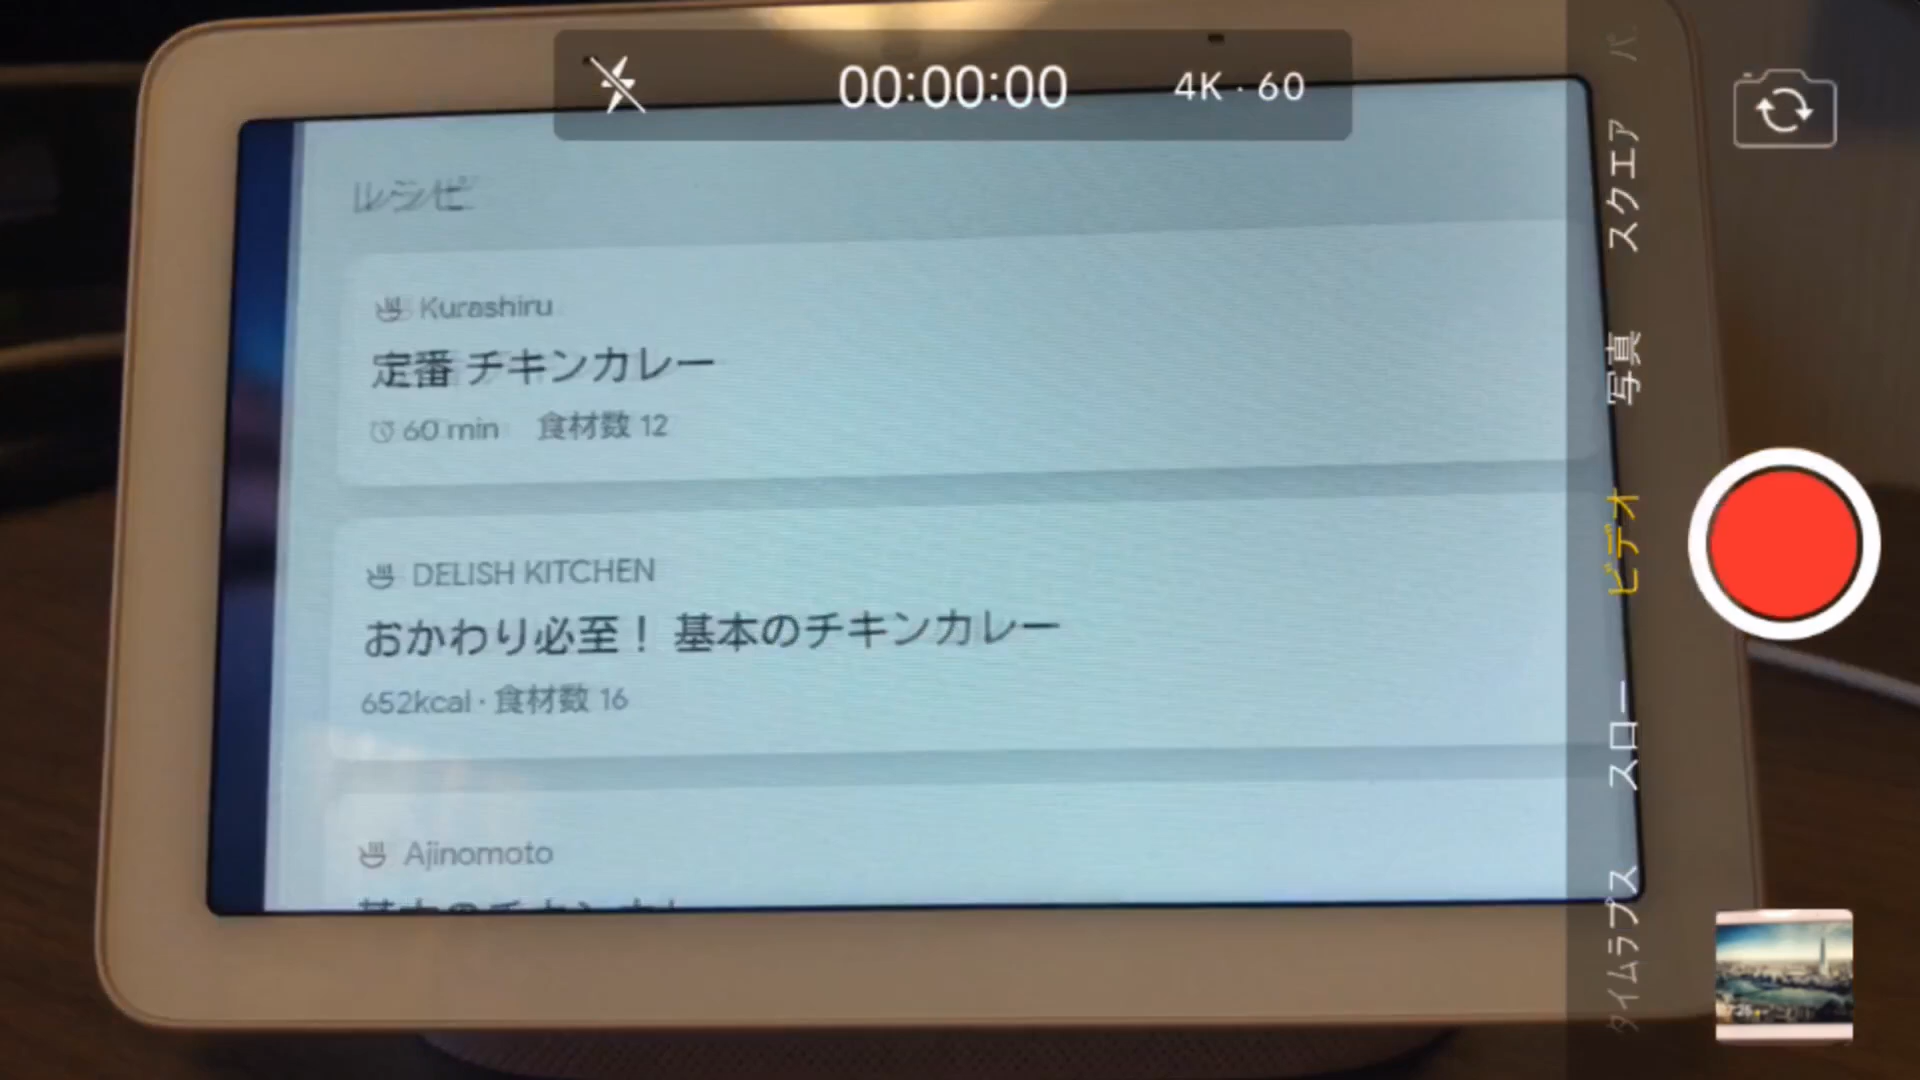 00:00:00
4K · 60
レシピ
Kurashiru
定番 チキンカレー
60 min 食材数 12
DELISH KITCHEN
おかわり必至！ 基本のチキンカレー
652kcal · 食材数 16
Ajinomoto
スクエア
写真
ビデオ
スロー
タイムラプス